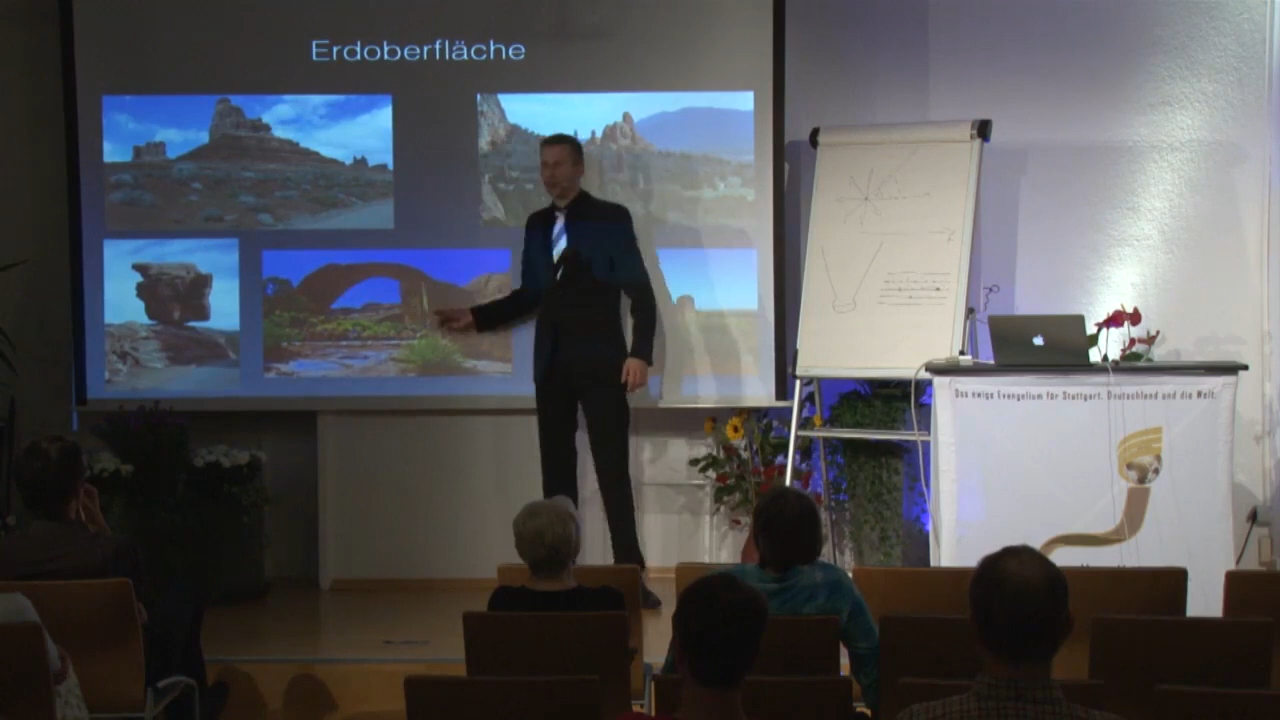 Erdoberfläche
Das ewige Evangelium für Stuttgart, Deutschland und die Welt.